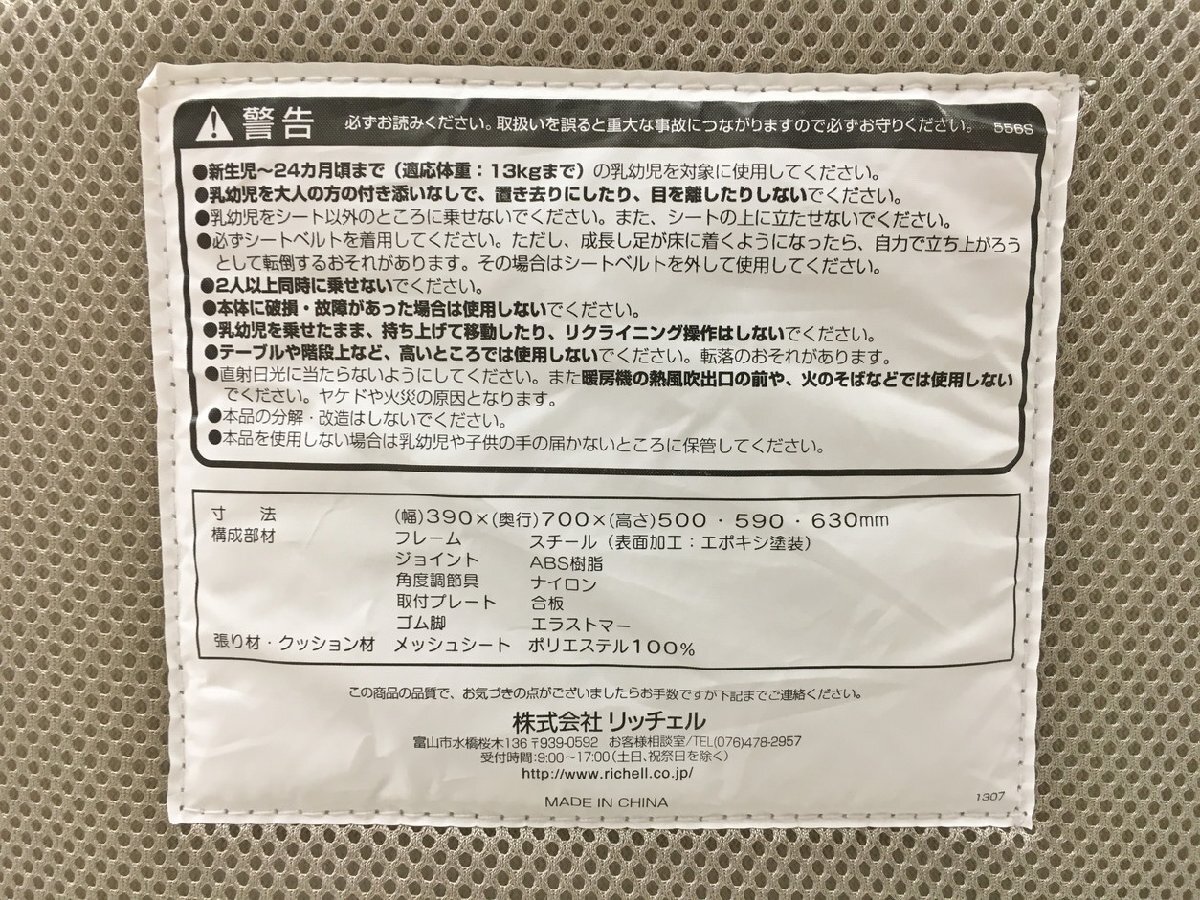 警告 必ずお読みください。取扱いを誤ると重大な事故につながりますので必ずお守りください。 556S
●新生児〜24カ月頃まで（適応体重：13kgまで）の乳幼児を対象に使用してください。
●乳幼児を大人の方の付き添いなしで、置き去りにしたり、目を離したりしないでください。
●乳幼児をシート以外のところに乗せないでください。また、シートの上に立たせないでください。
●必ずシートベルトを着用してください。ただし、成長し足が床に着くようになったら、自力で立ち上がろう
として転倒するおそれがあります。その場合はシートベルトを外して使用してください。
●2人以上同時に乗せないでください。
●本体に破損・故障があった場合は使用しないでください。
●乳幼児を乗せたまま、持ち上げて移動したり、リクライニング操作はしないでください。
●テーブルや階段上など、高いところでは使用しないでください。転落のおそれがあります。
●直射日光に当たらないようにしてください。また暖房機の熱風吹出口の前や、火のそばなどでは使用しない
でください。ヤケドや火災の原因となります。
●本品の分解・改造はしないでください。
●本品を使用しない場合は乳幼児や子供の手の届かないところに保管してください。
寸 法 (幅)390×(奥行)700×(高さ)500・590・630mm
構成部材 フレーム スチール（表面加工：エポキシ塗装）
ジョイント ABS樹脂
角度調節具 ナイロン
取付プレート 合板
ゴム脚 エラストマー
張り材・クッション材 メッシュシート ポリエステル100%
この商品の品質で、お気づきの点がございましたらお手数ですが下記までご連絡ください。
株式会社 リッチェル
富山市水橋桜木136 〒939-0592 お客様相談室/TEL(076)478-2957
受付時間:9:00〜17:00(土日、祝祭日を除く)
http://www.richell.co.jp/
MADE IN CHINA 1307